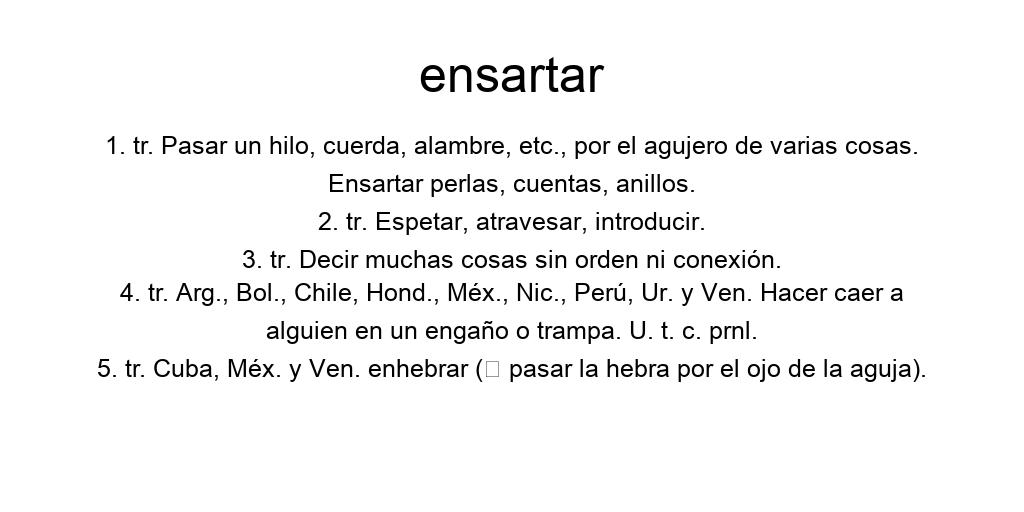 ensartar
1. tr. Pasar un hilo, cuerda, alambre, etc., por el agujero de varias cosas.
Ensartar perlas, cuentas, anillos.
2. tr. Espetar, atravesar, introducir.
3. tr. Decir muchas cosas sin orden ni conexión.
4. tr. Arg., Bol., Chile, Hond., Méx., Nic., Perú, Ur. y Ven. Hacer caer a
alguien en un engaño o trampa. U. t. c. prnl.
5. tr. Cuba, Méx. y Ven. enhebrar (□ pasar la hebra por el ojo de la aguja).